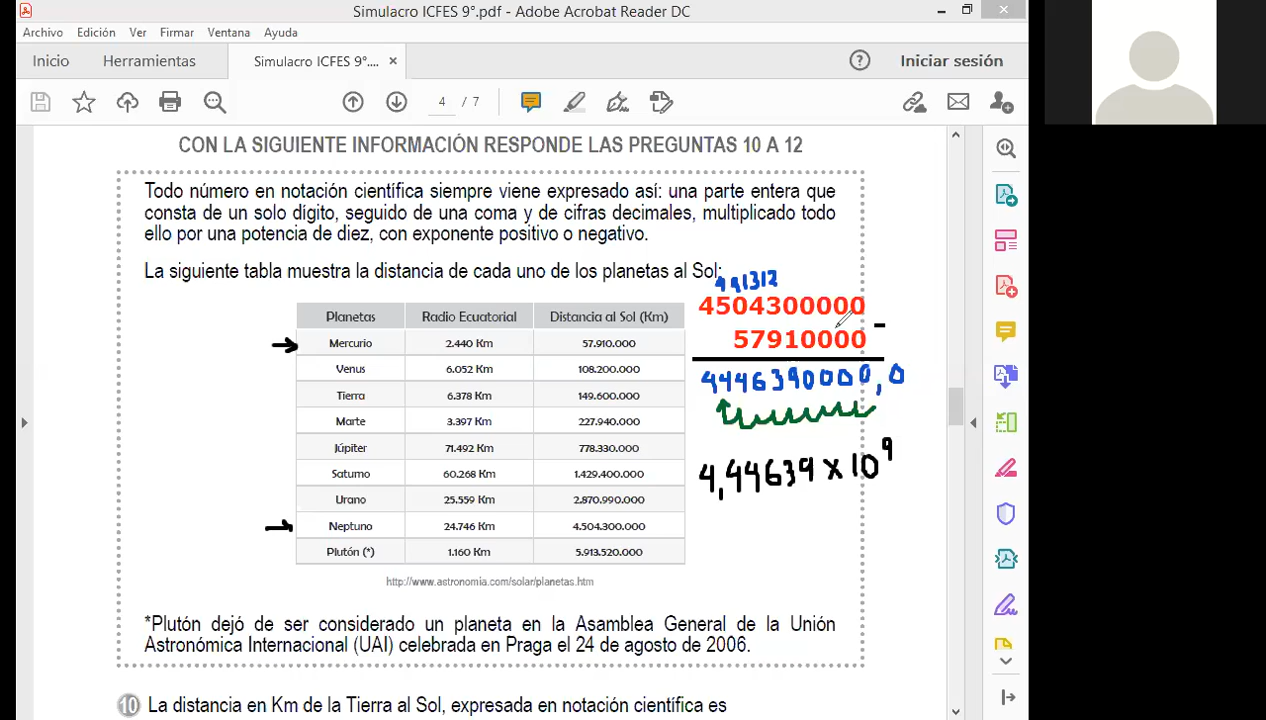 Simulacro ICFES 9°.pdf - Adobe Acrobat Reader DC
Archivo Edición Ver Firmar Ventana Ayuda
Inicio Herramientas Simulacro ICFES 9°.... × Iniciar sesión
4 / 7
CON LA SIGUIENTE INFORMACIÓN RESPONDE LAS PREGUNTAS 10 A 12
Todo número en notación científica siempre viene expresado así: una parte entera que
consta de un solo dígito, seguido de una coma y de cifras decimales, multiplicado todo
ello por una potencia de diez, con exponente positivo o negativo.
La siguiente tabla muestra la distancia de cada uno de los planetas al Sol:
Planetas Radio Ecuatorial Distancia al Sol (Km)
Mercurio 2.440 Km 57.910.000
Venus 6.052 Km 108.200.000
Tierra 6.378 Km 149.600.000
Marte 3.397 Km 227.940.000
Júpiter 71.492 Km 778.330.000
Saturno 60.268 Km 1.429.400.000
Urano 25.559 Km 2.870.990.000
Neptuno 24.746 Km 4.504.300.000
Plutón (*) 1.160 Km 5.913.520.000
4504300000
57910000 -
4446390000,0
4,44639 x 10⁹
http://www.astronomia.com/solar/planetas.htm
*Plutón dejó de ser considerado un planeta en la Asamblea General de la Unión
Astronómica Internacional (UAI) celebrada en Praga el 24 de agosto de 2006.
10 La distancia en Km de la Tierra al Sol, expresada en notación científica es